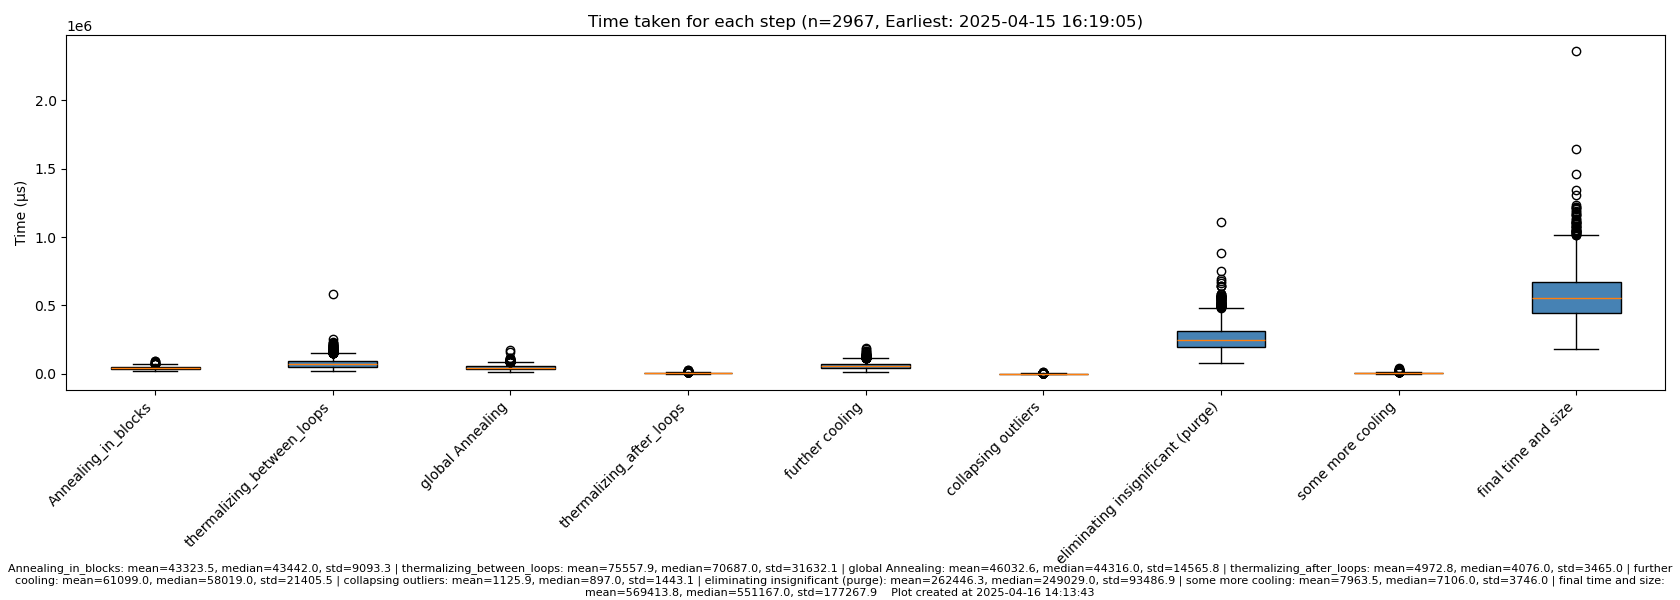 Time taken for each step (n=2967, Earliest: 2025-04-15 16:19:05)
1e6
2.0
1.5
1.0
0.5
0.0
Time (µs)
Annealing_in_blocks
thermalizing_between_loops
global Annealing
thermalizing_after_loops
further cooling
collapsing outliers
eliminating insignificant (purge)
some more cooling
final time and size
Annealing_in_blocks: mean=43323.5, median=43442.0, std=9093.3 | thermalizing_between_loops: mean=75557.9, median=70687.0, std=31632.1 | global Annealing: mean=46032.6, median=44316.0, std=14565.8 | thermalizing_after_loops: mean=4972.8, median=4076.0, std=3465.0 | further
cooling: mean=61099.0, median=58019.0, std=21405.5 | collapsing outliers: mean=1125.9, median=897.0, std=1443.1 | eliminating insignificant (purge): mean=262446.3, median=249029.0, std=93486.9 | some more cooling: mean=7963.5, median=7106.0, std=3746.0 | final time and size:
mean=569413.8, median=551167.0, std=177267.9    Plot created at 2025-04-16 14:13:43